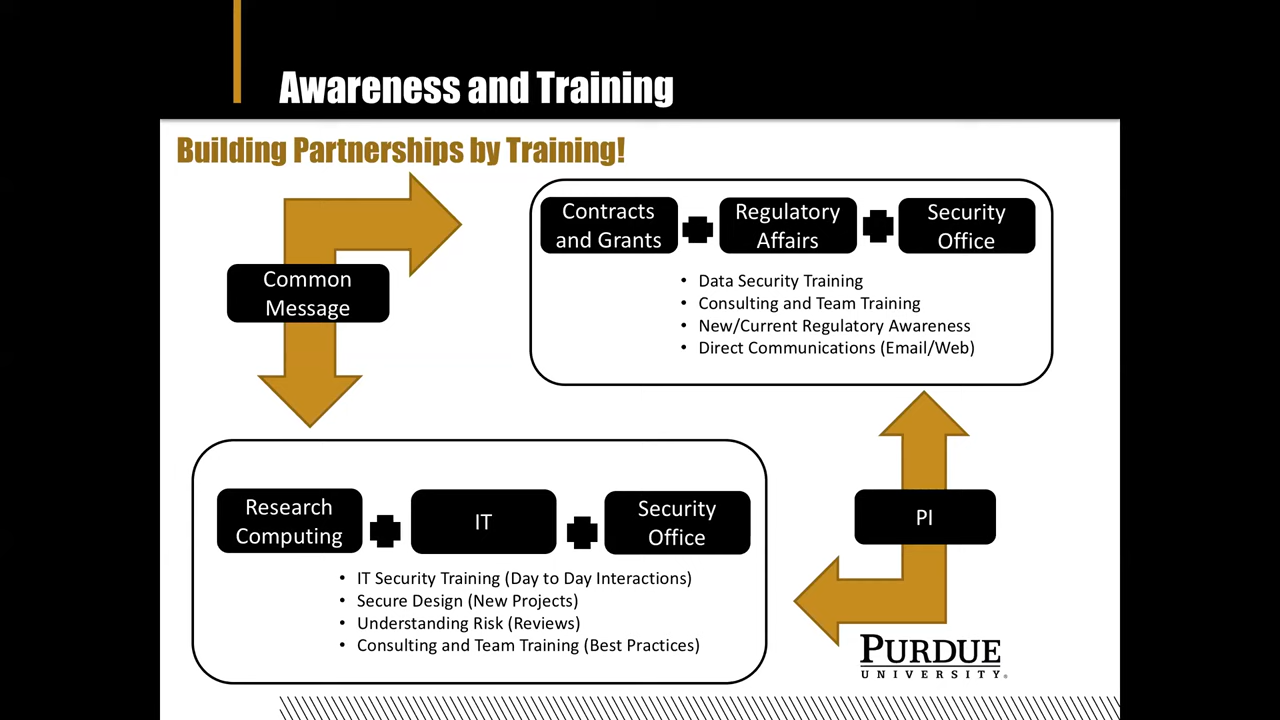 Awareness and Training
Building Partnerships by Training!
Common
Message
Contracts
and Grants
Regulatory
Affairs
Security
Office
• Data Security Training
• Consulting and Team Training
• New/Current Regulatory Awareness
• Direct Communications (Email/Web)
Research
Computing
IT
Security
Office
• IT Security Training (Day to Day Interactions)
• Secure Design (New Projects)
• Understanding Risk (Reviews)
• Consulting and Team Training (Best Practices)
PI
PURDUE
UNIVERSITY®